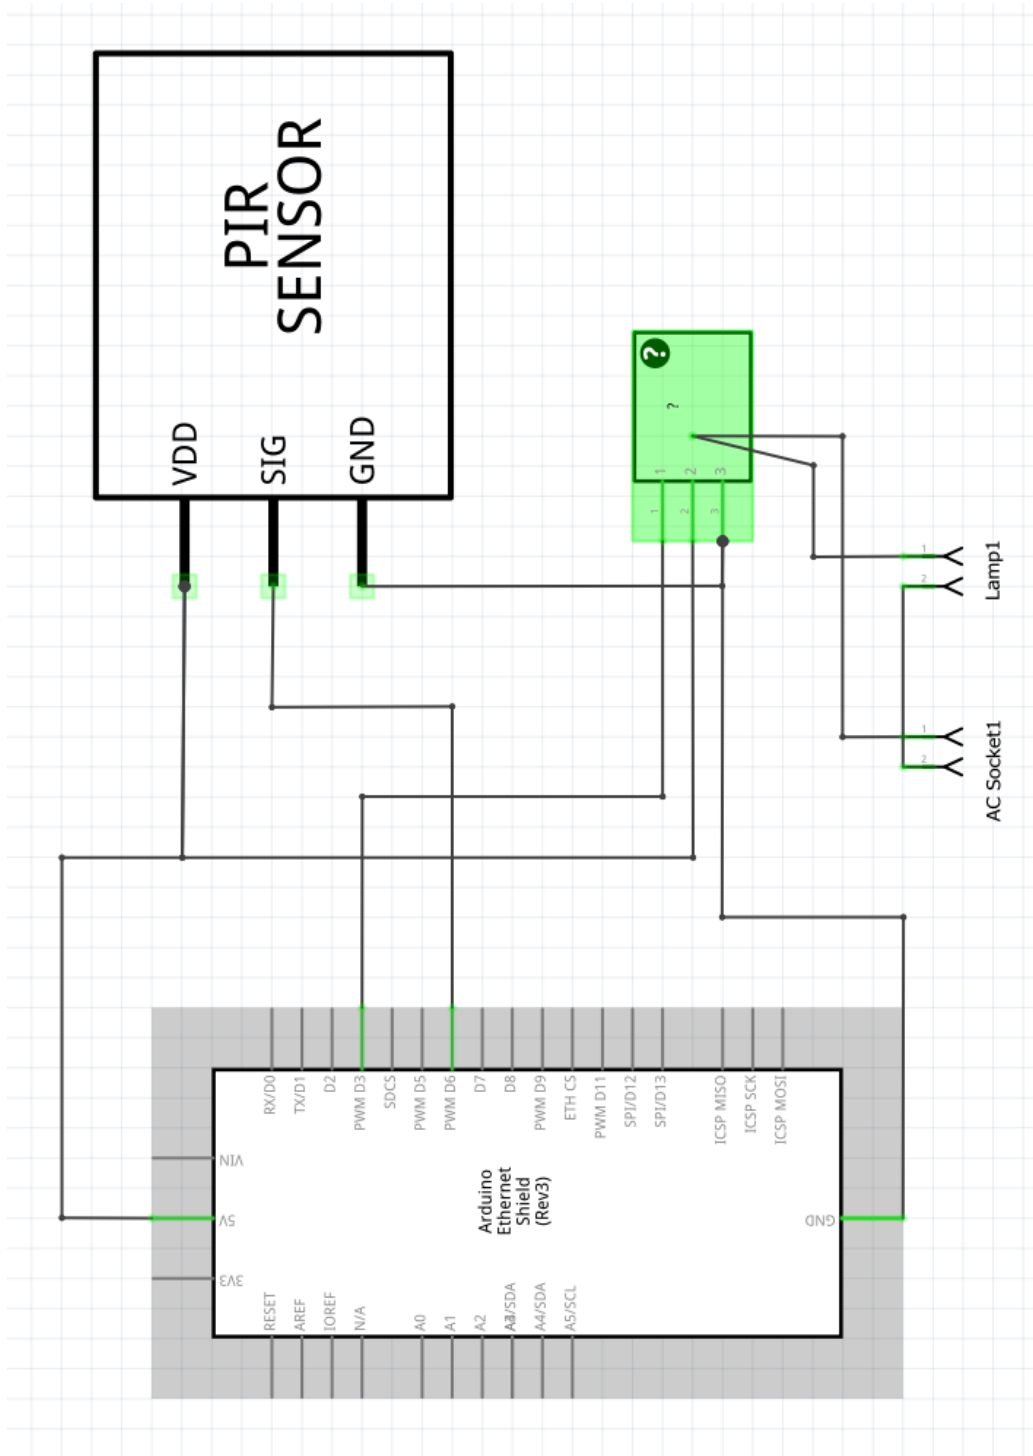 PIR
SENSOR
VDD
SIG
GND
?
?
1
2
3
1
2
3
1
2
Lamp1
1
2
AC Socket1
RX/D0
TX/D1
D2
PWM D3
SDCS
PWM D5
PWM D6
D7
D8
PWM D9
ETH CS
PWM D11
SPI/D12
SPI/D13
ICSP MISO
ICSP SCK
ICSP MOSI
VIN
5V
3V3
Arduino
Ethernet
Shield
(Rev3)
GND
RESET
AREF
IOREF
N/A
A0
A1
A2
A4/SDA
A5/SCL